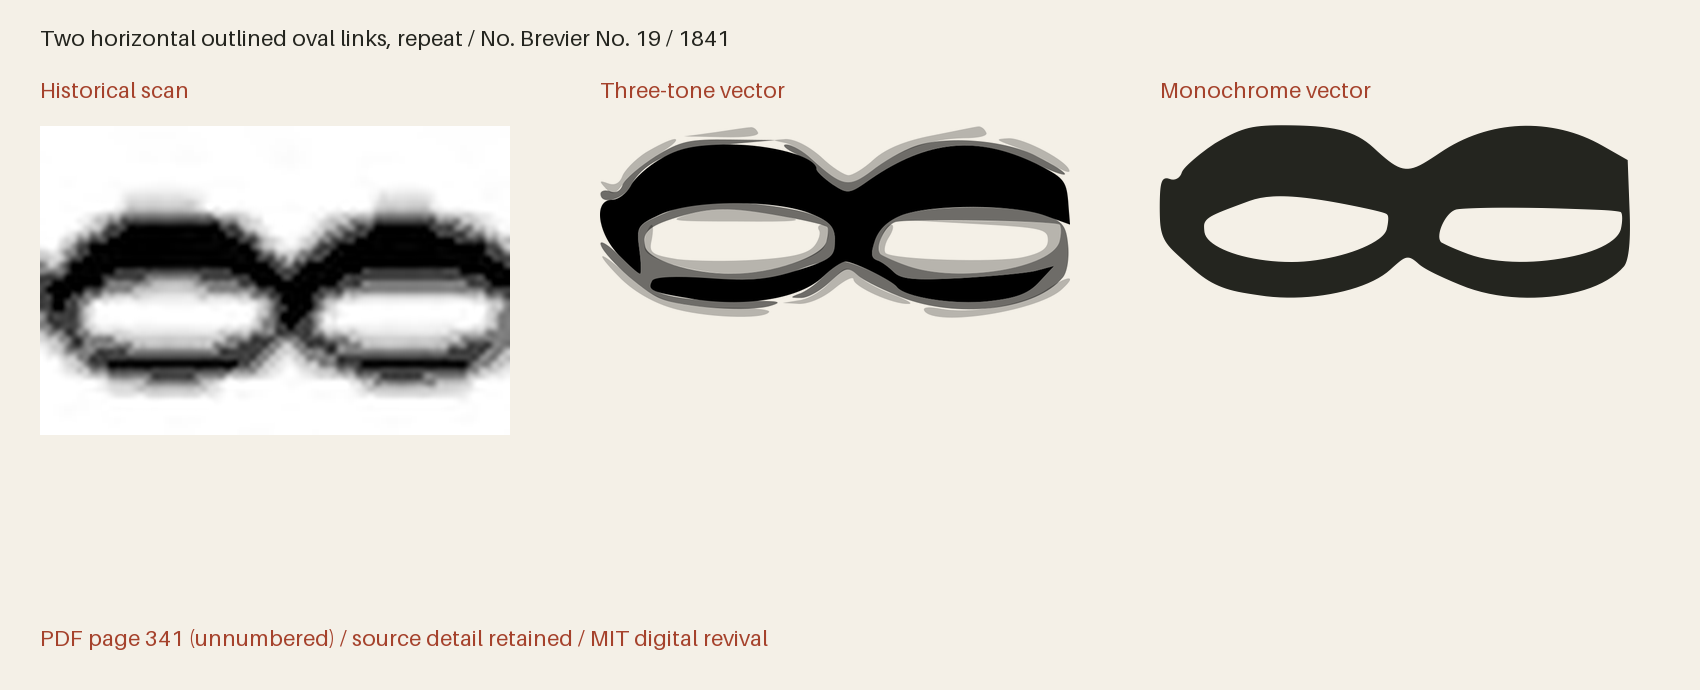 Two horizontal outlined oval links, repeat / No. Brevier No. 19 / 1841
Historical scan
Three-tone vector
Monochrome vector
PDF page 341 (unnumbered) / source detail retained / MIT digital revival